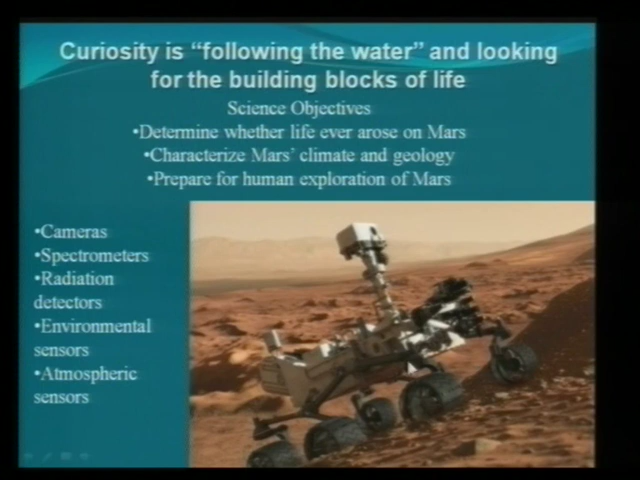 Curiosity is “following the water” and looking
for the building blocks of life
Science Objectives
•Determine whether life ever arose on Mars
•Characterize Mars’ climate and geology
•Prepare for human exploration of Mars
•Cameras
•Spectrometers
•Radiation
detectors
•Environmental
sensors
•Atmospheric
sensors